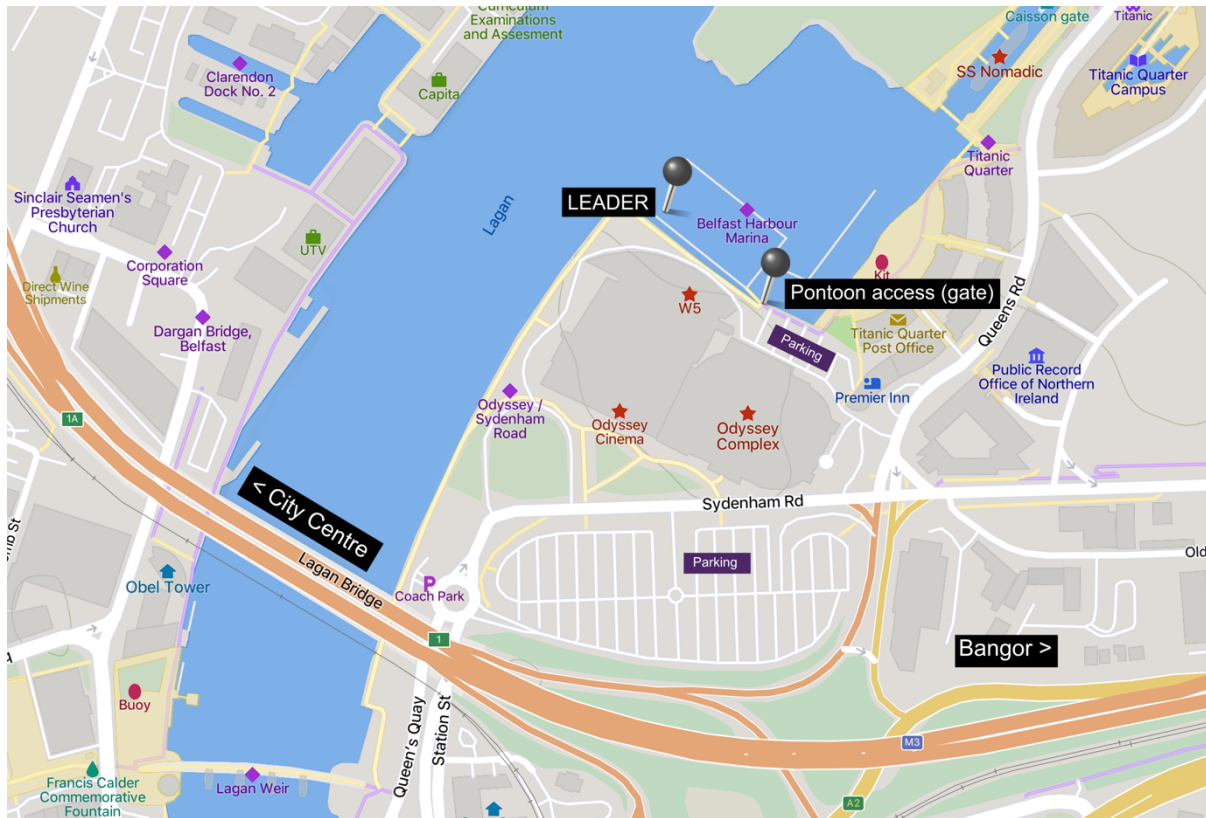 Curriculum
Examinations
and Assesment
Caisson gate
Titanic
Clarendon
Dock No. 2
Capita
SS Nomadic
Titanic Quarter
Campus
Titanic
Quarter
Sinclair Seamen's
Presbyterian
Church
LEADER
Lagan
Belfast Harbour
Marina
UTV
Corporation
Square
Direct Wine
Shipments
Kit
Pontoon access (gate)
W5
Queens Rd
Dargan Bridge,
Belfast
Parking
Titanic Quarter
Post Office
Public Record
Office of Northern
Ireland
Premier Inn
Odyssey /
Sydenham
Road
Odyssey
Cinema
Odyssey
Complex
1A
< City Centre
Sydenham Rd
omb St
Lagan Bridge
Parking
Old
Obel Tower
P
Coach Park
1
Bangor >
Buoy
Queen's Quay
Station St
M3
Francis Calder
Commemorative
Fountain
Lagan Weir
A2